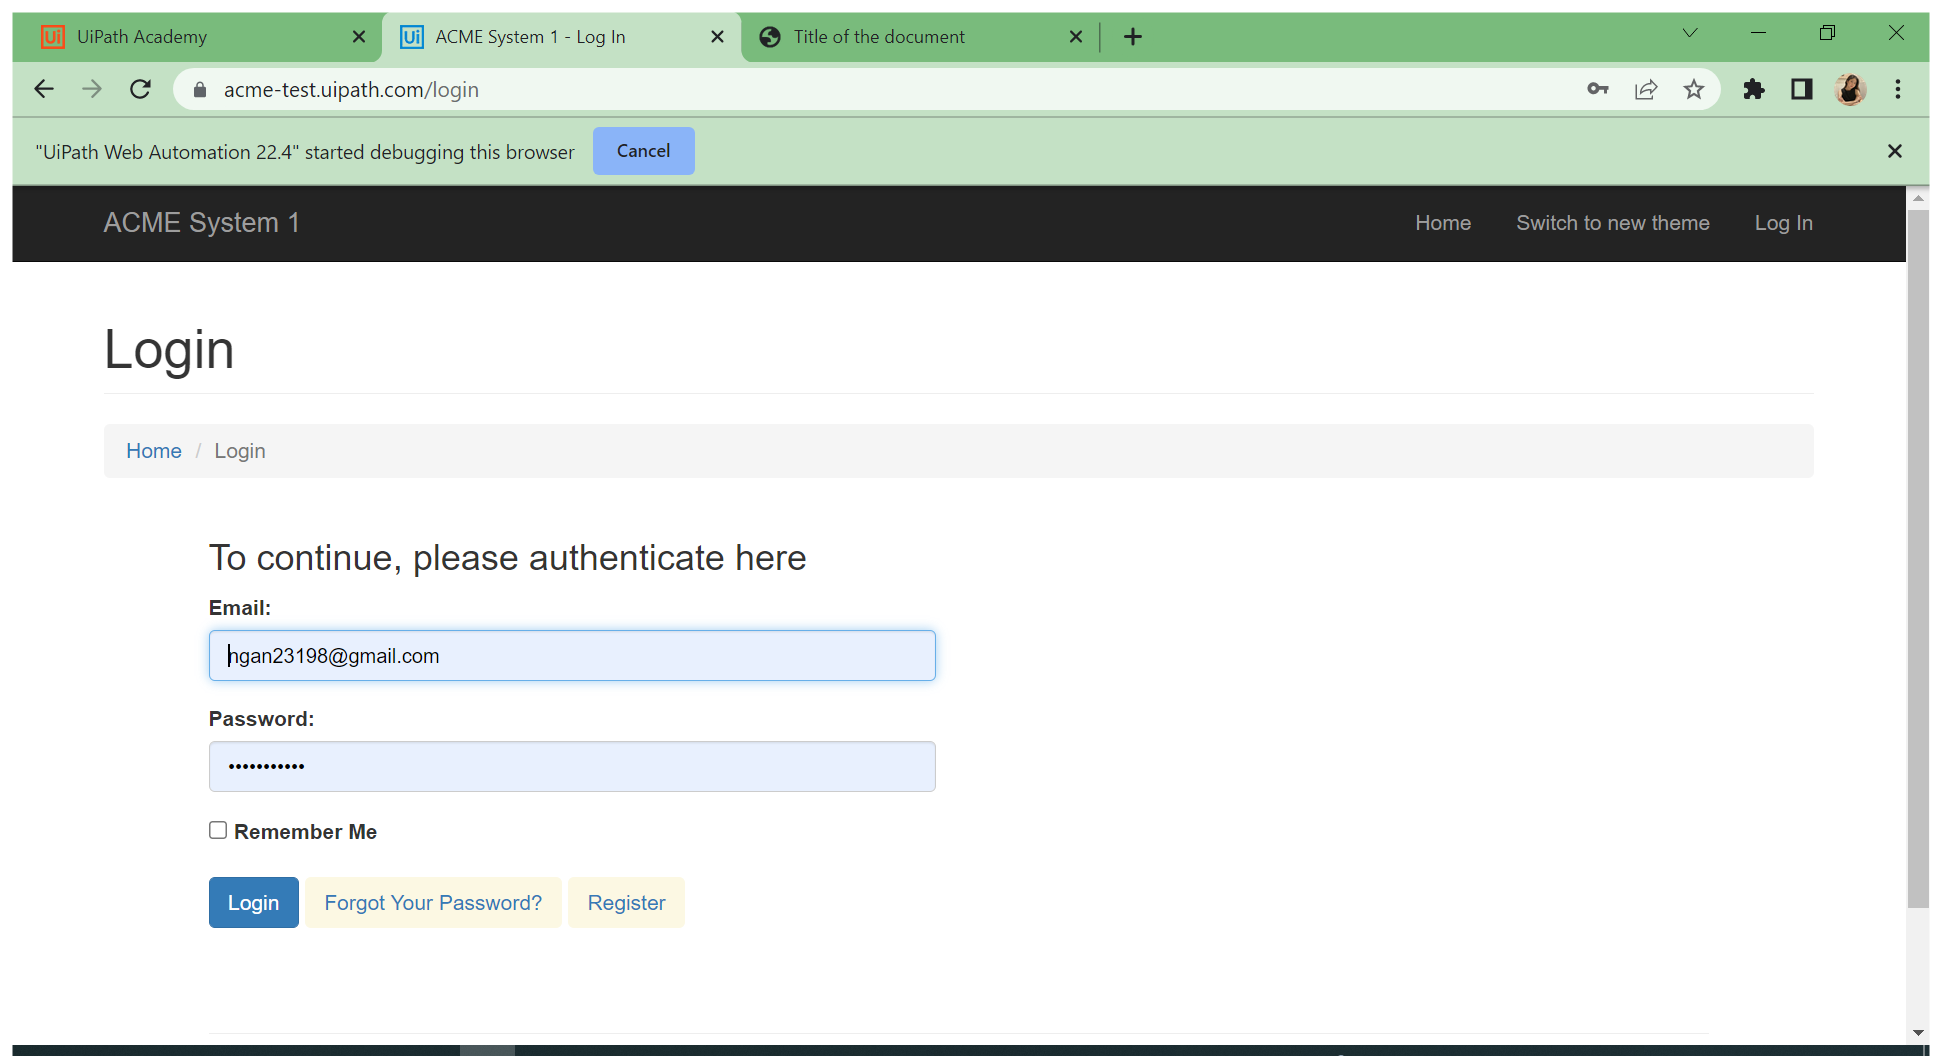 UiPath Academy
ACME System 1 - Log In
Title of the document
acme-test.uipath.com/login
"UiPath Web Automation 22.4" started debugging this browser
Cancel
ACME System 1
Home
Switch to new theme
Log In
Login
Home / Login
To continue, please authenticate here
Email:
ngan23198@gmail.com
Password:
•••••••••••
Remember Me
Login
Forgot Your Password?
Register